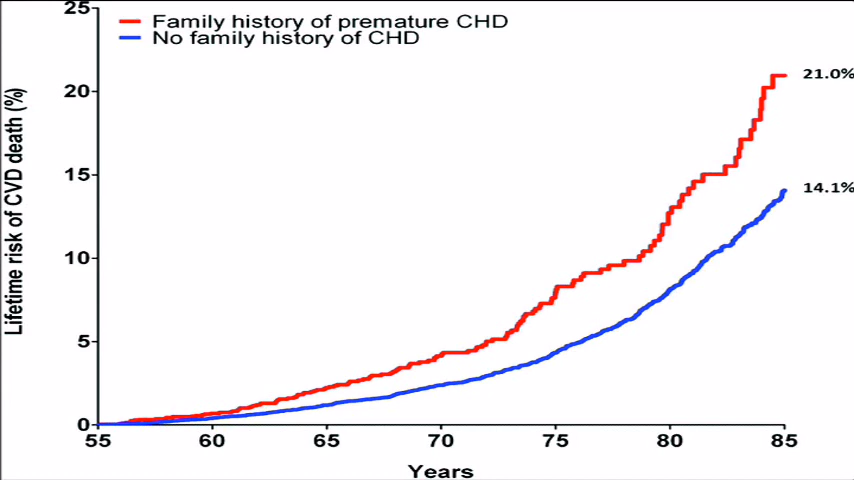 25
Family history of premature CHD
No family history of CHD
20
15
10
5
0
Lifetime risk of CVD death (%)
21.0%
14.1%
55 60 65 70 75 80 85
Years